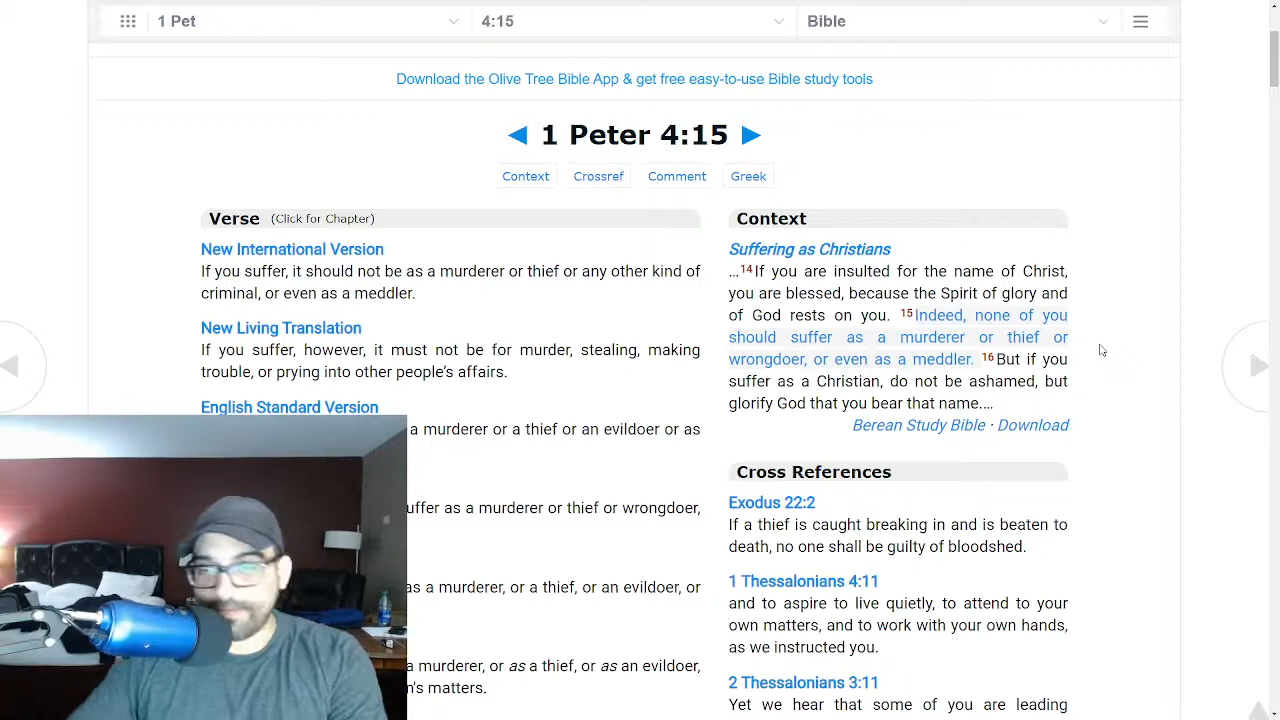 1 Pet 4:15 Bible
Download the Olive Tree Bible App & get free easy-to-use Bible study tools
◄ 1 Peter 4:15 ►
Context Crossref Comment Greek
Verse (Click for Chapter)
New International Version
If you suffer, it should not be as a murderer or thief or any other kind of
criminal, or even as a meddler.
New Living Translation
If you suffer, however, it must not be for murder, stealing, making
trouble, or prying into other people's affairs.
English Standard Version
a murderer or a thief or an evildoer or as
uffer as a murderer or thief or wrongdoer,
as a murderer, or a thief, or an evildoer, or
a murderer, or as a thief, or as an evildoer,
n's matters.
Context
Suffering as Christians
…14If you are insulted for the name of Christ,
you are blessed, because the Spirit of glory and
of God rests on you. 15Indeed, none of you
should suffer as a murderer or thief or
wrongdoer, or even as a meddler. 16But if you
suffer as a Christian, do not be ashamed, but
glorify God that you bear that name.…
Berean Study Bible · Download
Cross References
Exodus 22:2
If a thief is caught breaking in and is beaten to
death, no one shall be guilty of bloodshed.
1 Thessalonians 4:11
and to aspire to live quietly, to attend to your
own matters, and to work with your own hands,
as we instructed you.
2 Thessalonians 3:11
Yet we hear that some of you are leading